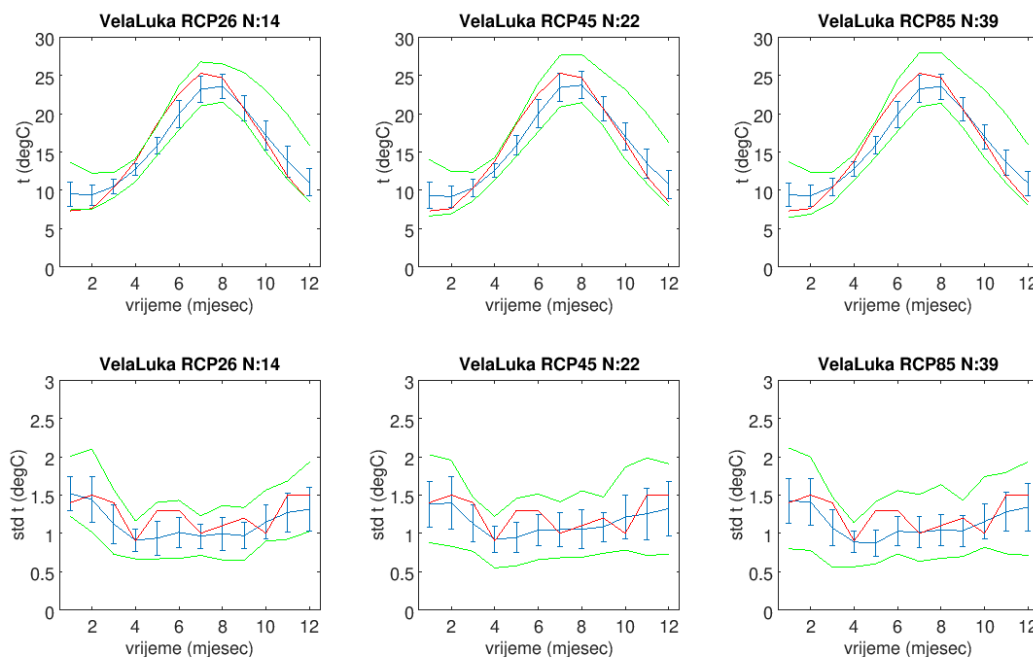 VelaLuka RCP26 N:14
30
25
20
15
10
5
0
t (degC)
2 4 6 8 10 12
vrijeme (mjesec)
VelaLuka RCP45 N:22
30
25
20
15
10
5
0
t (degC)
2 4 6 8 10 12
vrijeme (mjesec)
VelaLuka RCP85 N:39
30
25
20
15
10
5
0
t (degC)
2 4 6 8 10 12
vrijeme (mjesec)
VelaLuka RCP26 N:14
3
2.5
2
1.5
1
0.5
0
std t (degC)
2 4 6 8 10 12
vrijeme (mjesec)
VelaLuka RCP45 N:22
3
2.5
2
1.5
1
0.5
0
std t (degC)
2 4 6 8 10 12
vrijeme (mjesec)
VelaLuka RCP85 N:39
3
2.5
2
1.5
1
0.5
0
std t (degC)
2 4 6 8 10 12
vrijeme (mjesec)